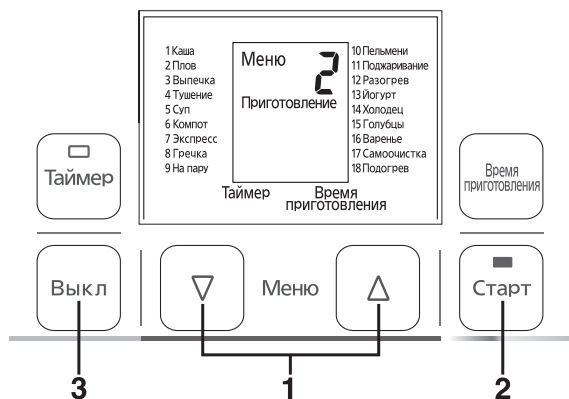 1 Каша
2 Плов
3 Выпечка
4 Тушение
5 Суп
6 Компот
7 Экспресс
8 Гречка
9 На пару
Меню 2
Приготовление
10 Пельмени
11 Поджаривание
12 Разогрев
13 Йогурт
14 Холодец
15 Голубцы
16 Варенье
17 Самоочистка
18 Подогрев
Таймер Время
приготовления
Таймер
Время
приготовления
Выкл
Меню
Старт
3
1
2